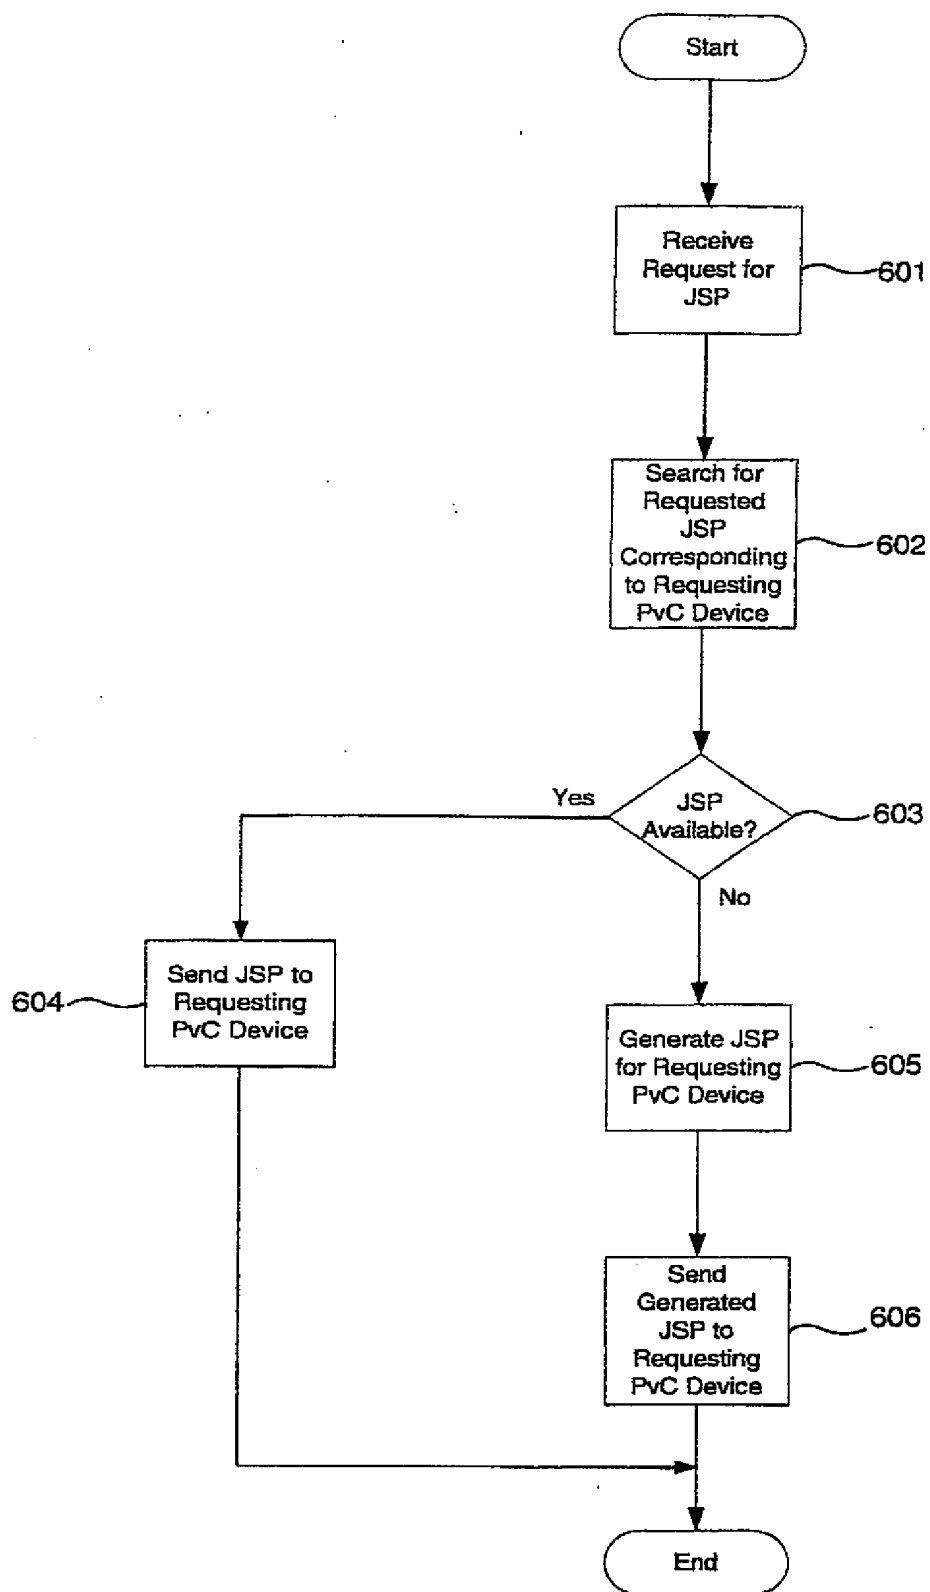 Start
Receive
Request for
JSP
601
Search for
Requested
JSP
Corresponding
to Requesting
PvC Device
602
JSP
Available?
603
Yes
No
Send JSP to
Requesting
PvC Device
604
Generate JSP
for Requesting
PvC Device
605
Send
Generated
JSP to
Requesting
PvC Device
606
End